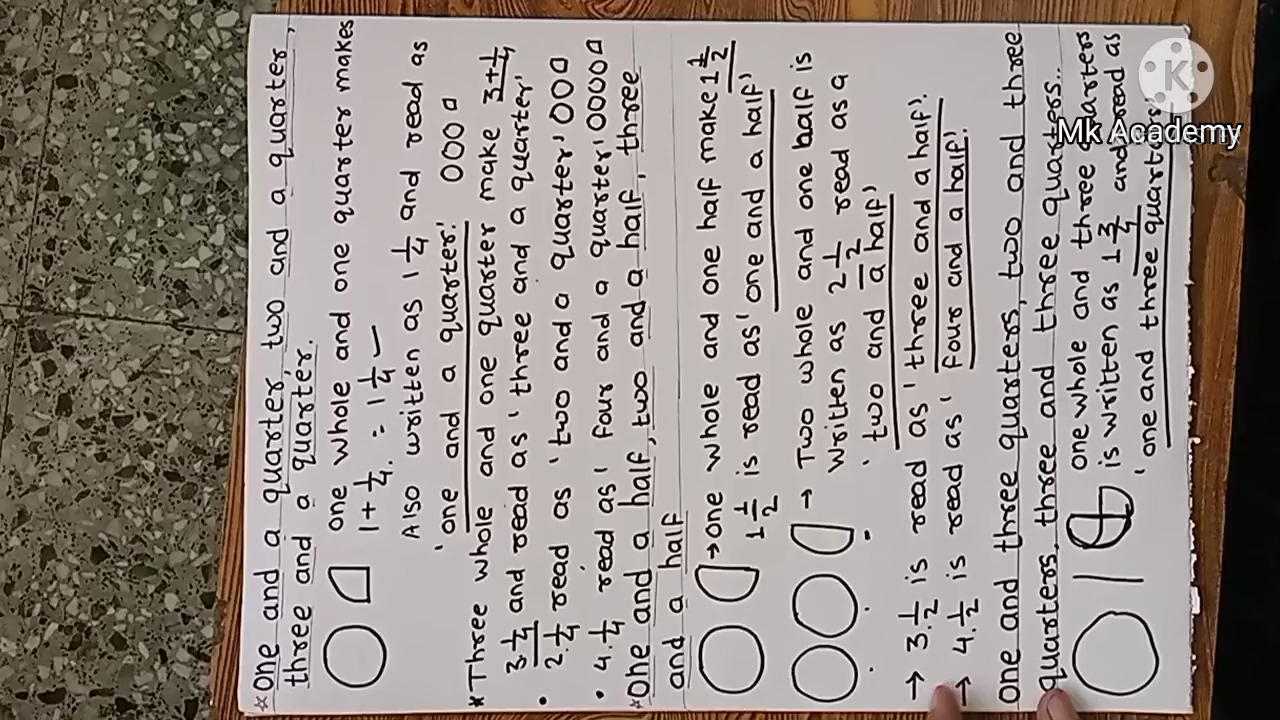 ☆One and a quarter, two and a quarter,
three and a quarter.
one whole and one quarter makes
1 + 1/4. = 1 1/4 —
Also written as 1 1/4 and read as
'one and a quarter.'
*Three whole and one quarter make 3+1/4,
3 1/4 and read as 'three and a quarter'
• 2. 1/4 read as 'two and a quarter'
• 4. 1/4 read as' four and a quarter'
☆One and a half, two and a half, three
and a half
→ one whole and one half make 1 1/2
1 1/2 is read as' one and a half'
→ Two whole and one half is
written as 2 1/2 read as a
' two and a half'
→ 3. 1/2 is read as 'three and a half'.
→ 4. 1/2 is read as' four and a half'.
one and three quarters, two and three
quarters, three and three quarters..
one whole and three quarters
is written as 1 3/4 and read as
'one and three quarters'
K
Mk Academy